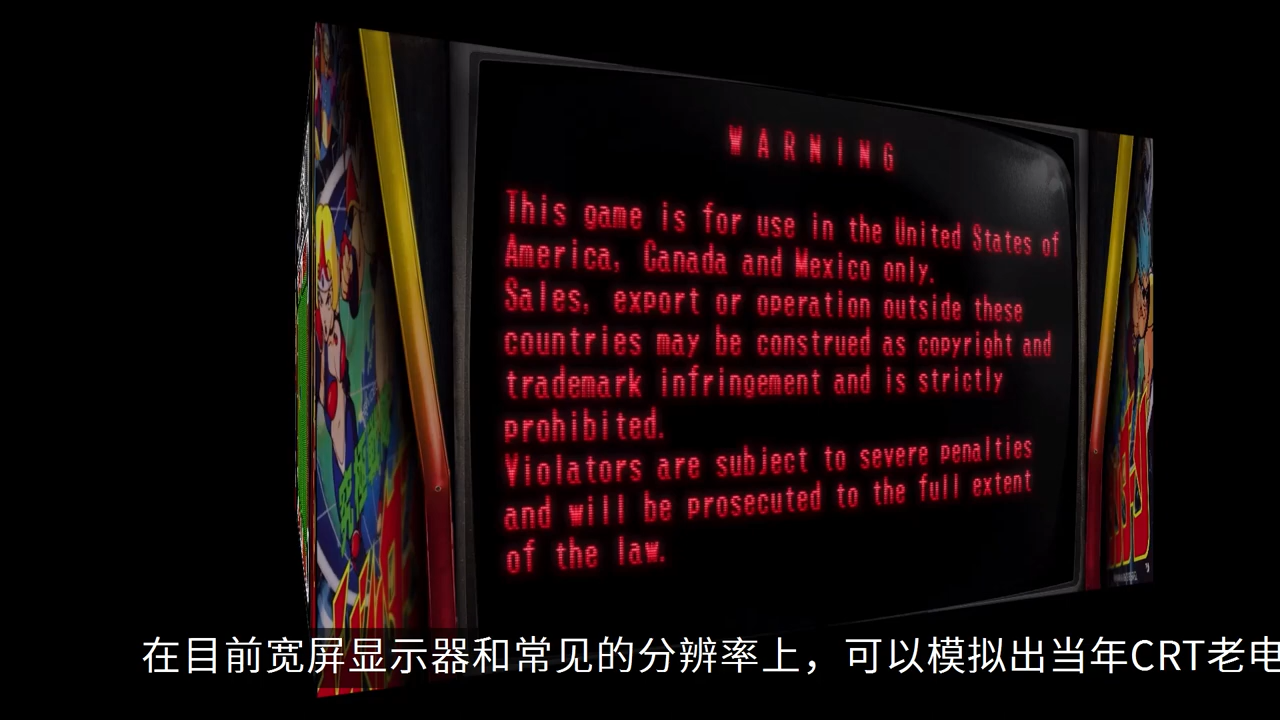 WARNING
This game is for use in the United States of
America, Canada and Mexico only.
Sales, export or operation outside these
countries may be construed as copyright and
trademark infringement and is strictly
prohibited.
Violators are subject to severe penalties
and will be prosecuted to the full extent
of the law.
在目前宽屏显示器和常见的分辨率上，可以模拟出当年CRT老电